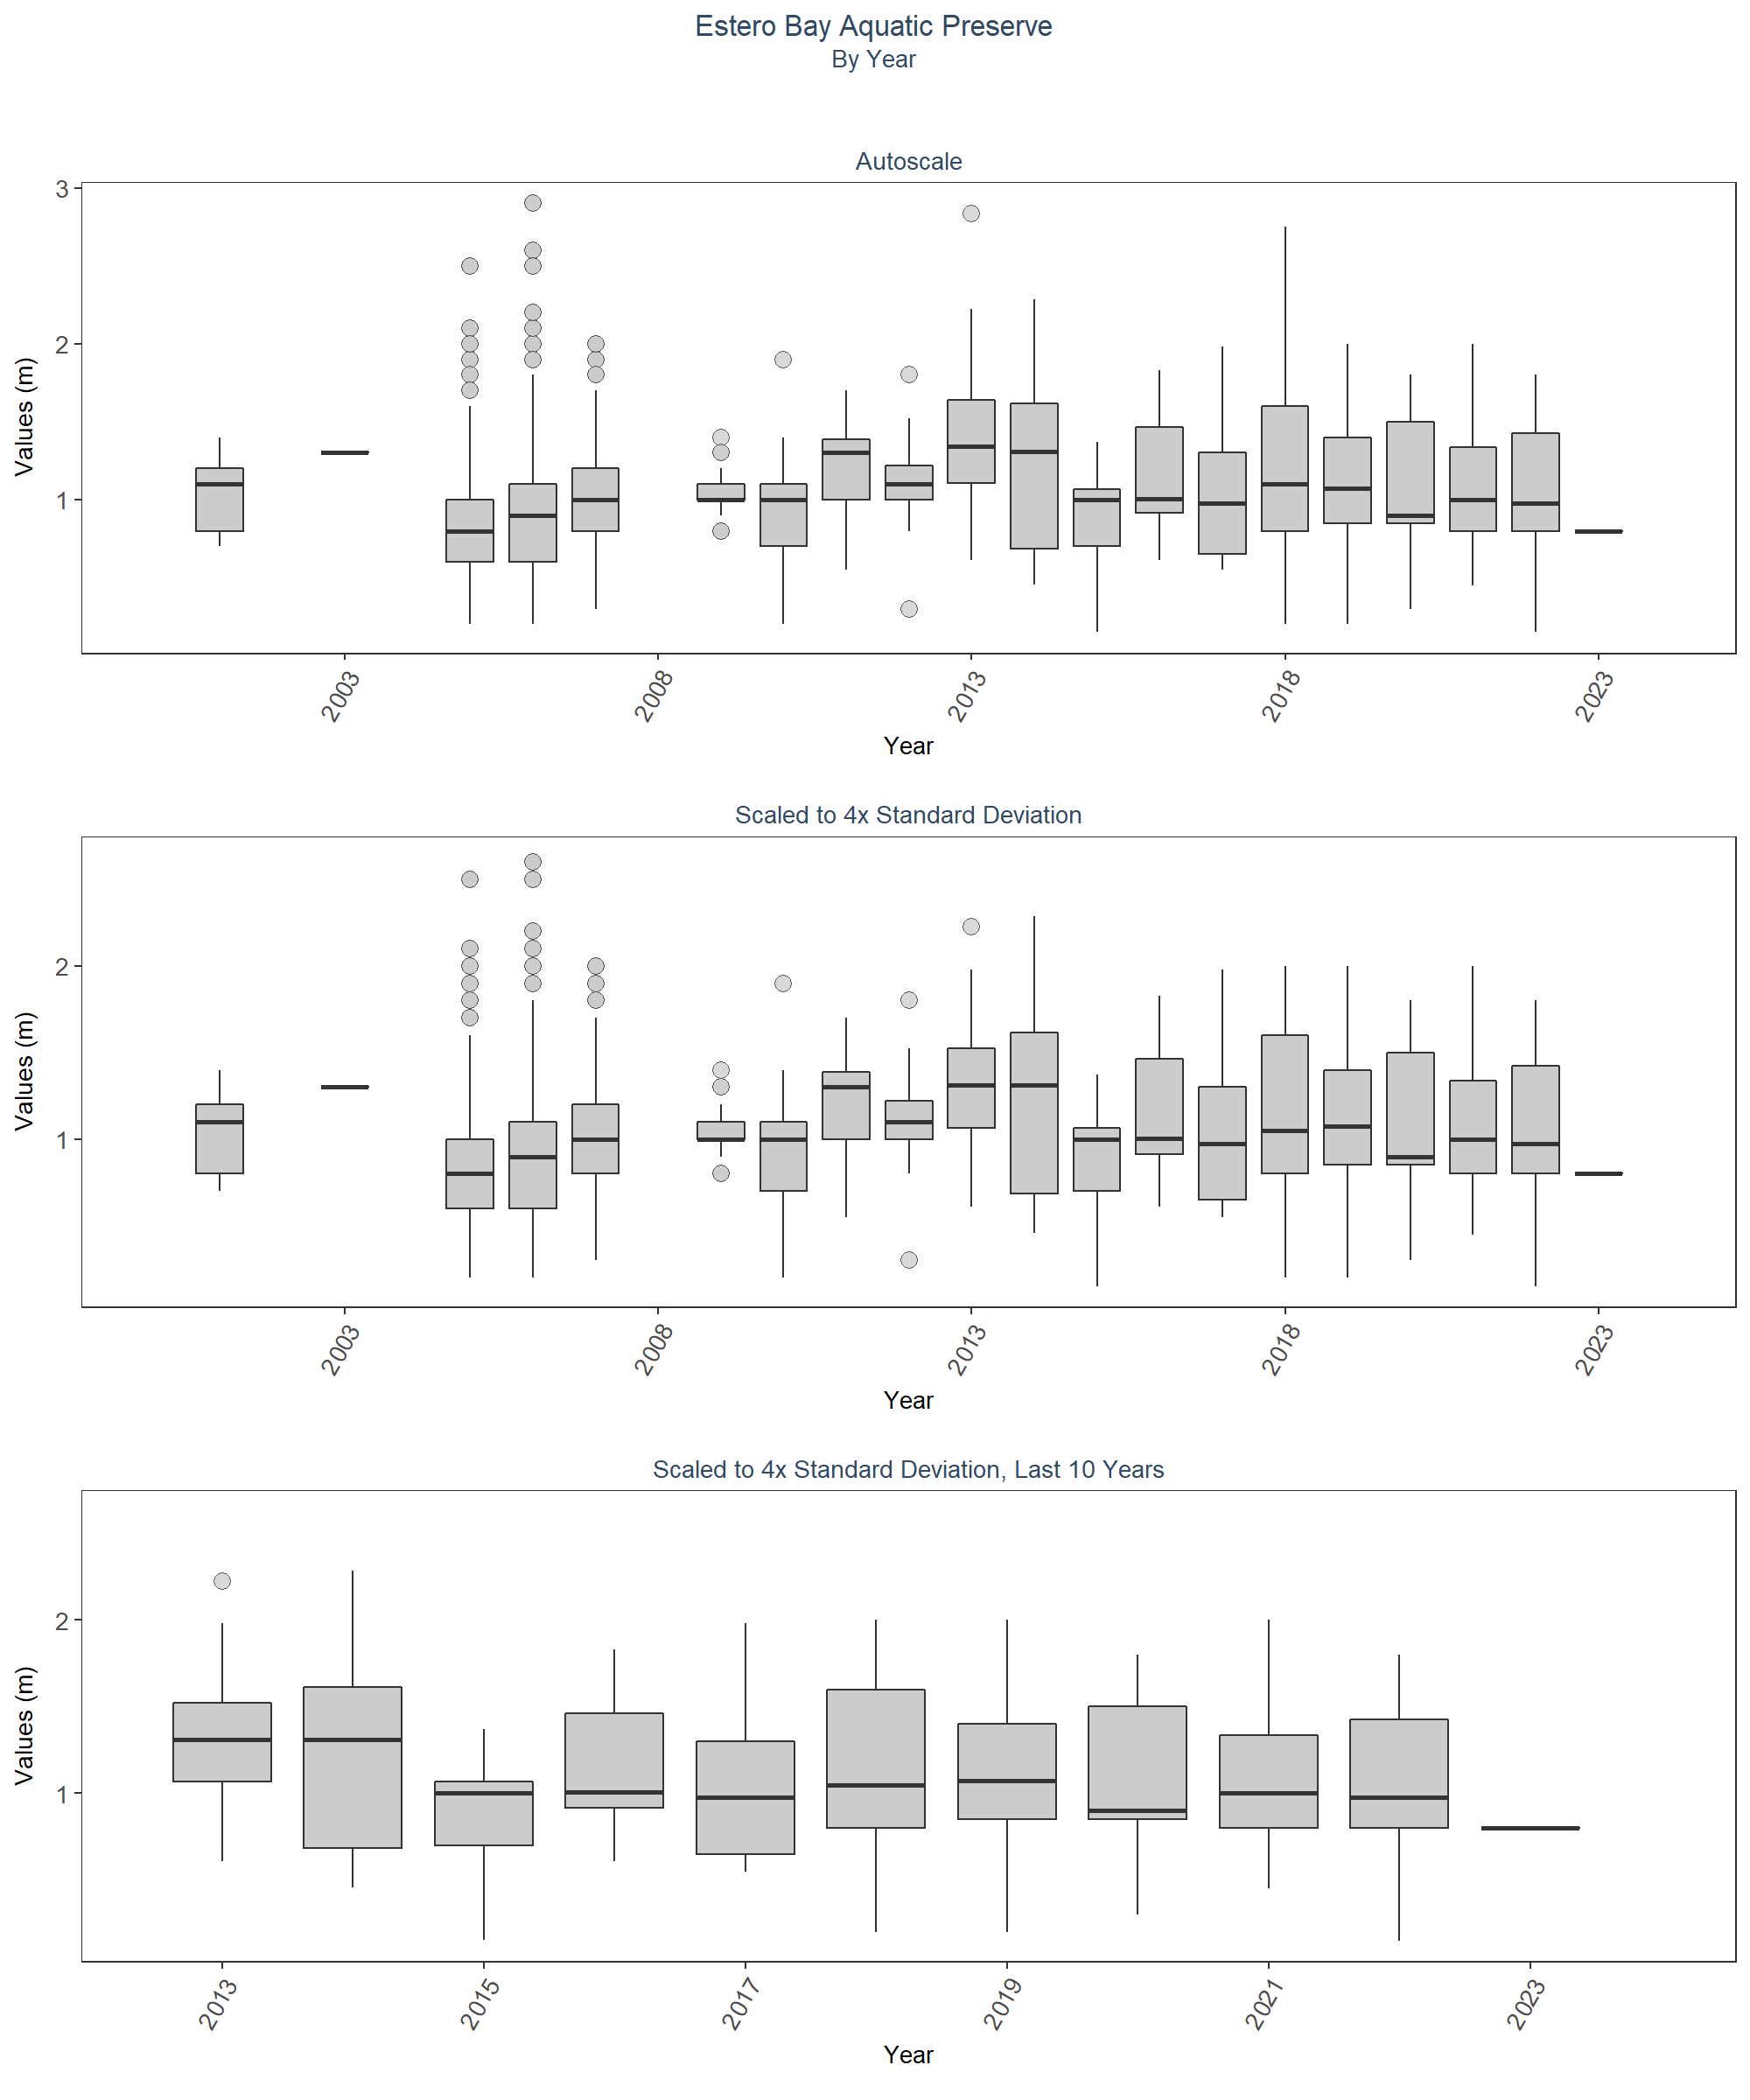 Estero Bay Aquatic Preserve
By Year
Autoscale
Values (m)
3
2
1
2003 2008 2013 2018 2023
Year
Scaled to 4x Standard Deviation
Values (m)
2
1
2003 2008 2013 2018 2023
Year
Scaled to 4x Standard Deviation, Last 10 Years
Values (m)
2
1
2013 2015 2017 2019 2021 2023
Year